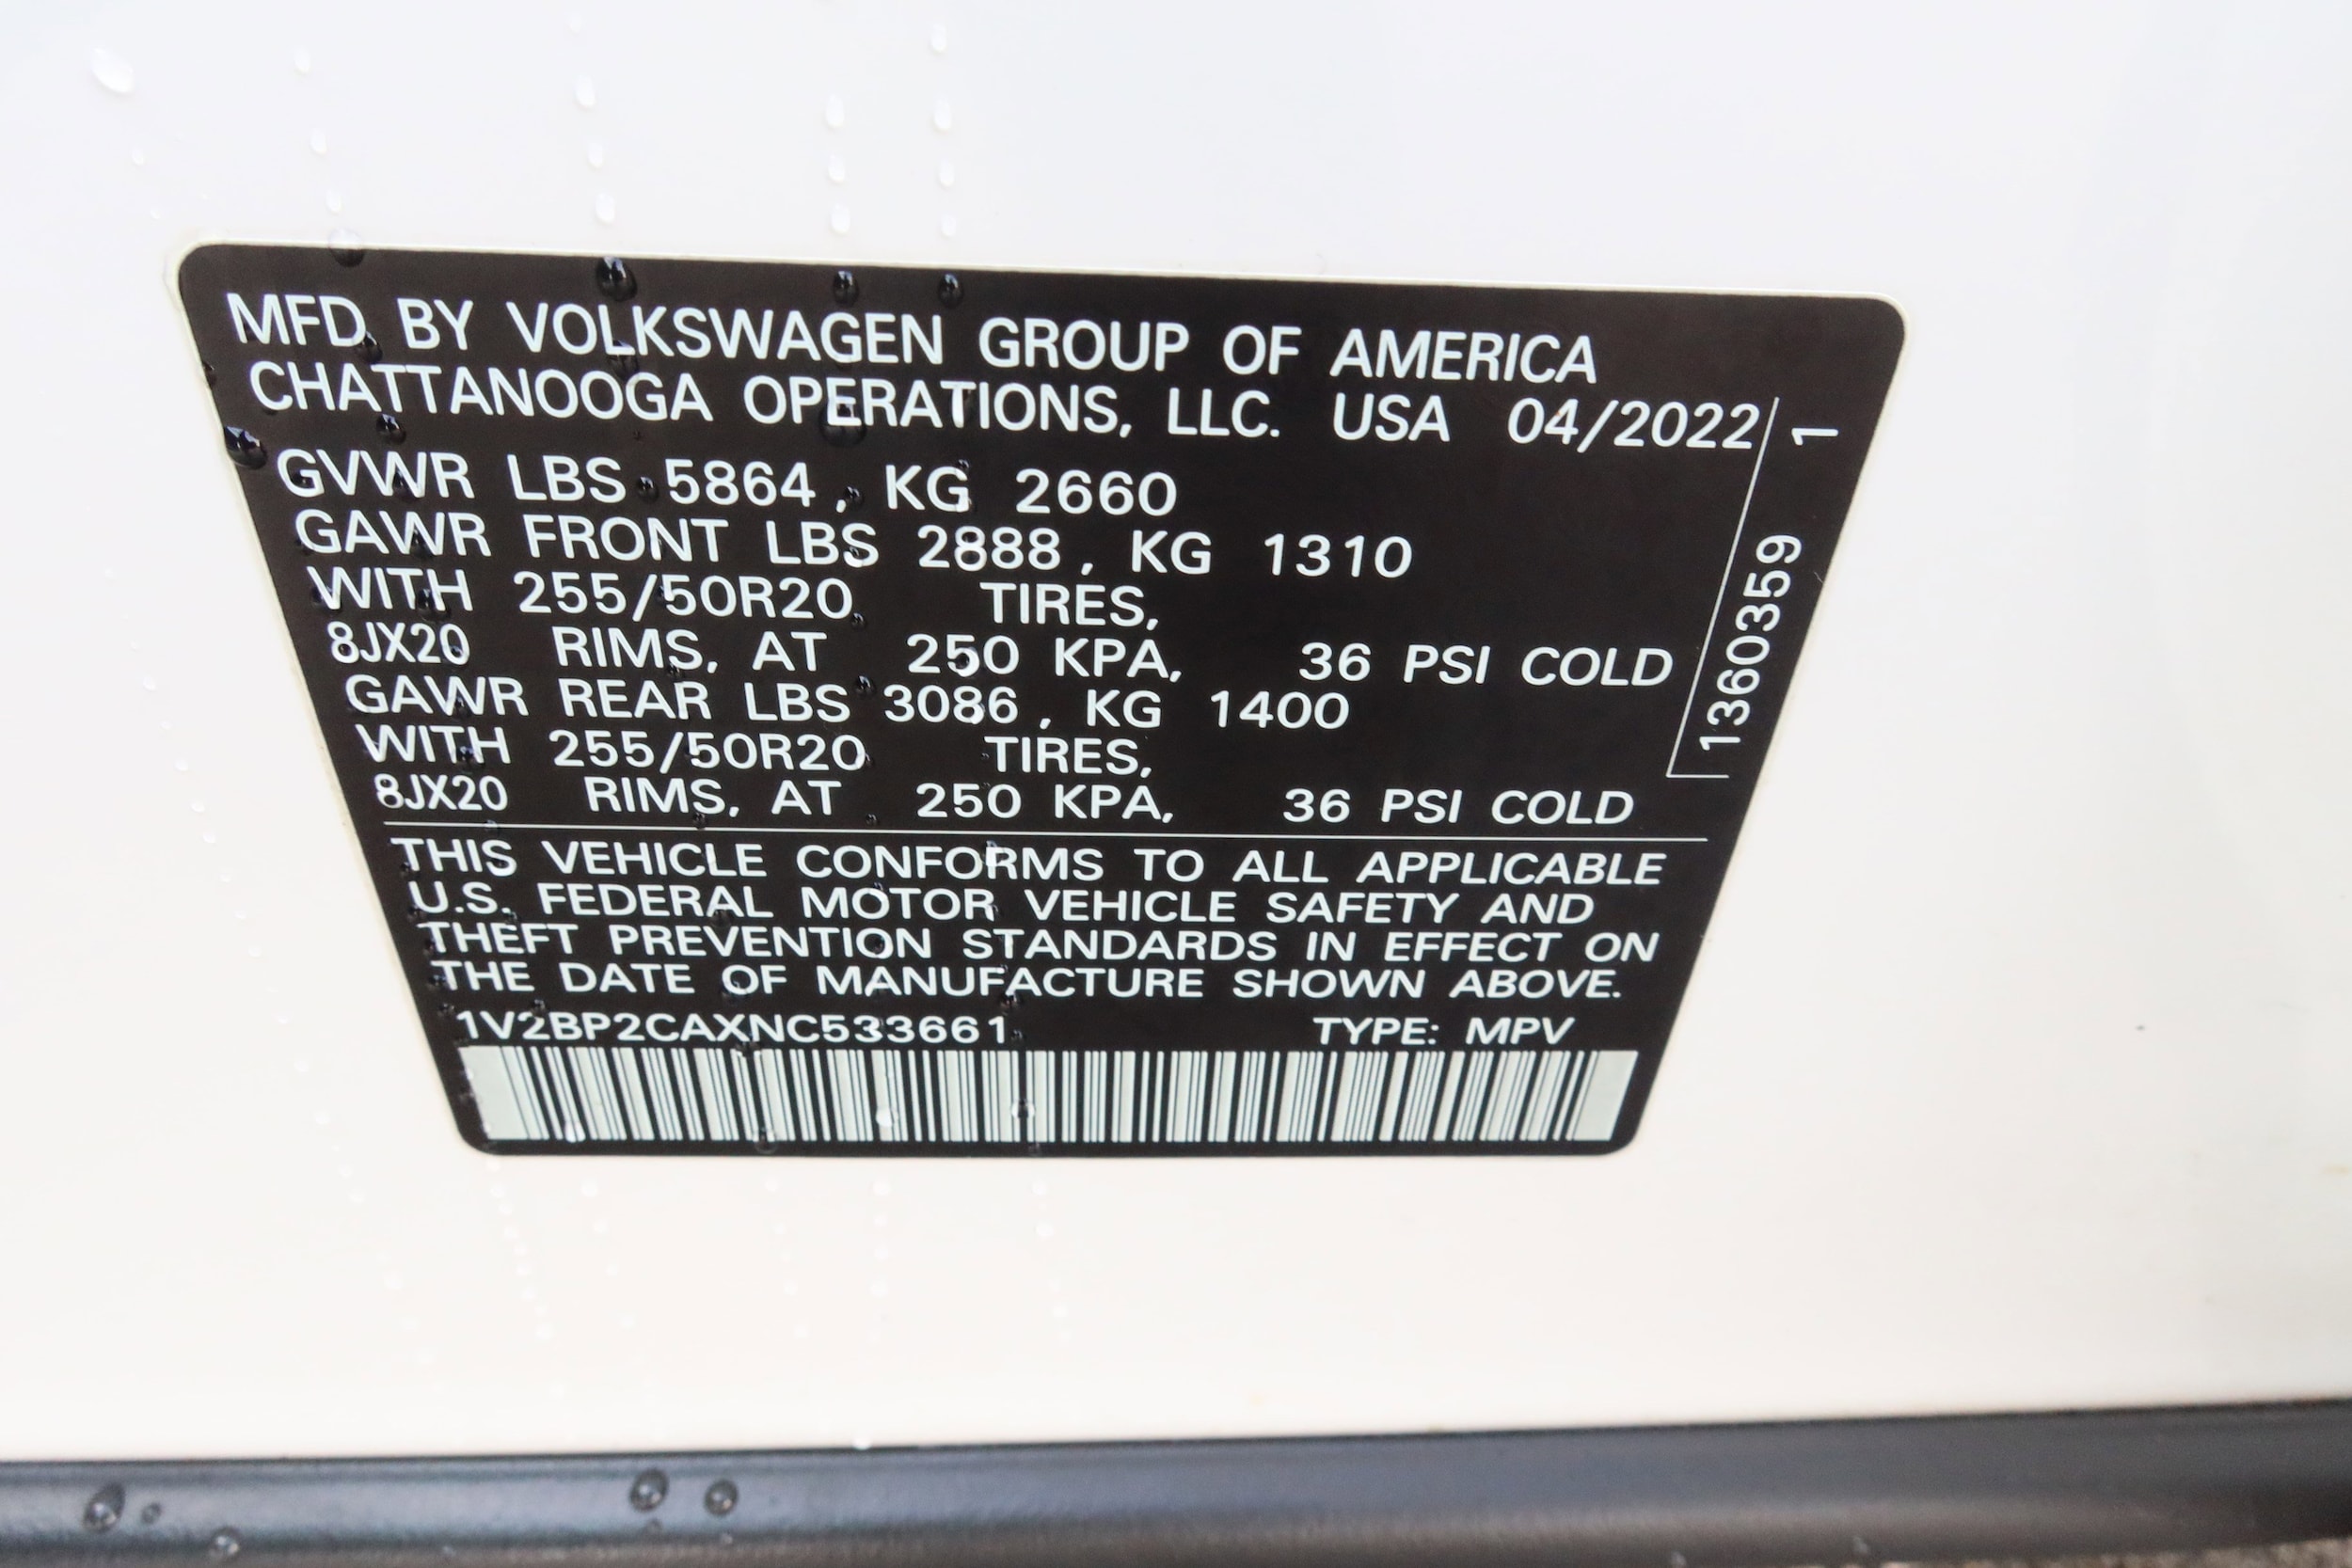 MFD BY VOLKSWAGEN GROUP OF AMERICA
CHATTANOOGA OPERATIONS, LLC. USA 04/2022
GVWR LBS 5864, KG 2660
GAWR FRONT LBS 2888, KG 1310
WITH 255/50R20 TIRES,
8JX20 RIMS, AT 250 KPA, 36 PSI COLD
GAWR REAR LBS 3086, KG 1400
WITH 255/50R20 TIRES,
8JX20 RIMS, AT 250 KPA, 36 PSI COLD
1360359 1
THIS VEHICLE CONFORMS TO ALL APPLICABLE
U.S. FEDERAL MOTOR VEHICLE SAFETY AND
THEFT PREVENTION STANDARDS IN EFFECT ON
THE DATE OF MANUFACTURE SHOWN ABOVE.
1V2BP2CAXNC533661 TYPE: MPV